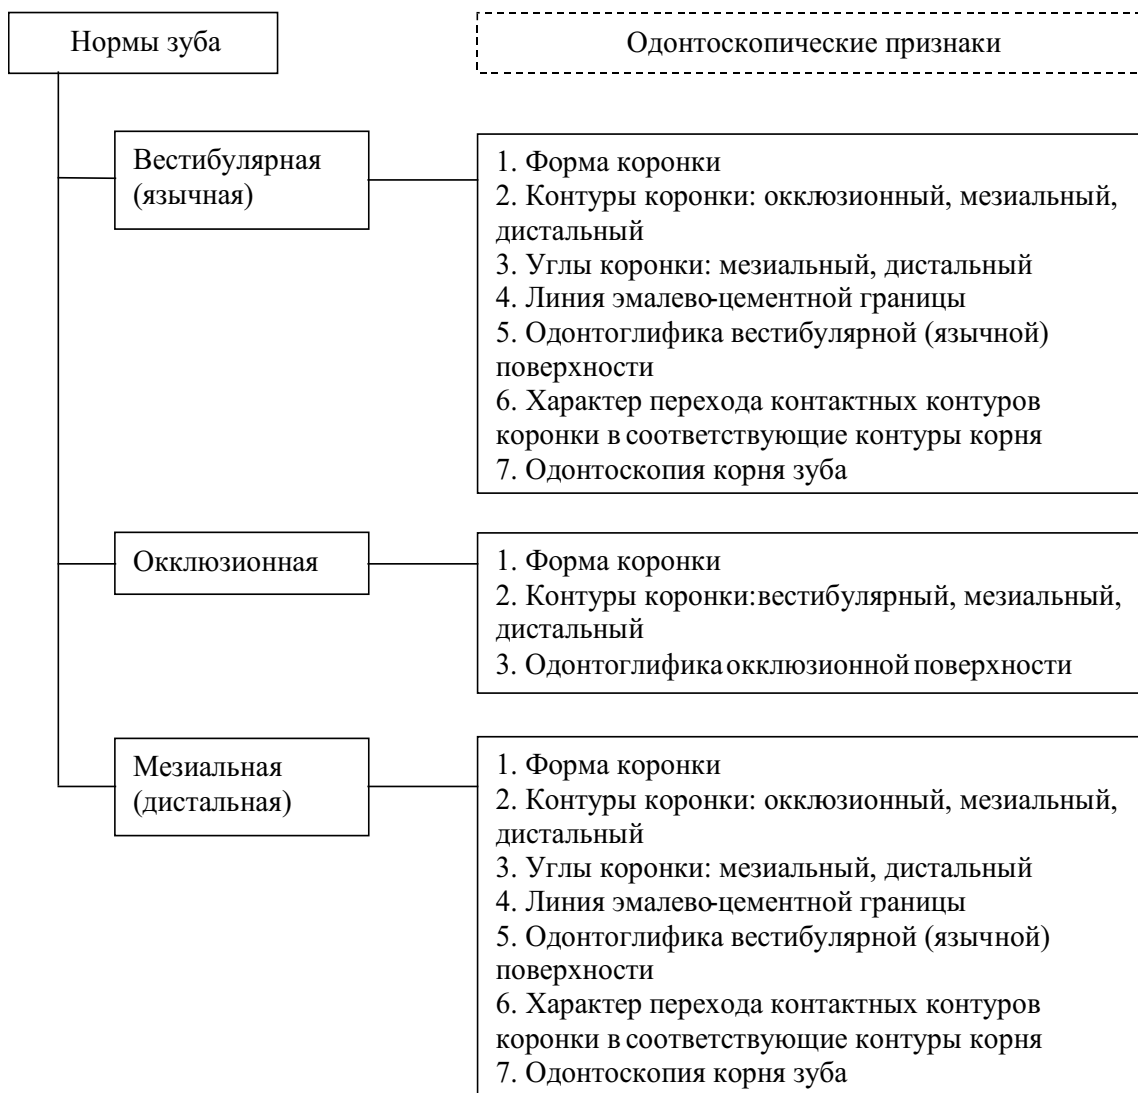 Нормы зуба
Одонтоскопические признаки
Вестибулярная
(язычная)
1. Форма коронки
2. Контуры коронки: окклюзионный, мезиальный,
дистальный
3. Углы коронки: мезиальный, дистальный
4. Линия эмалево-цементной границы
5. Одонтоглифика вестибулярной (язычной)
поверхности
6. Характер перехода контактных контуров
коронки в соответствующие контуры корня
7. Одонтоскопия корня зуба
Окклюзионная
1. Форма коронки
2. Контуры коронки:вестибулярный, мезиальный,
дистальный
3. Одонтоглифика окклюзионной поверхности
Мезиальная
(дистальная)
1. Форма коронки
2. Контуры коронки: окклюзионный, мезиальный,
дистальный
3. Углы коронки: мезиальный, дистальный
4. Линия эмалево-цементной границы
5. Одонтоглифика вестибулярной (язычной)
поверхности
6. Характер перехода контактных контуров
коронки в соответствующие контуры корня
7. Одонтоскопия корня зуба